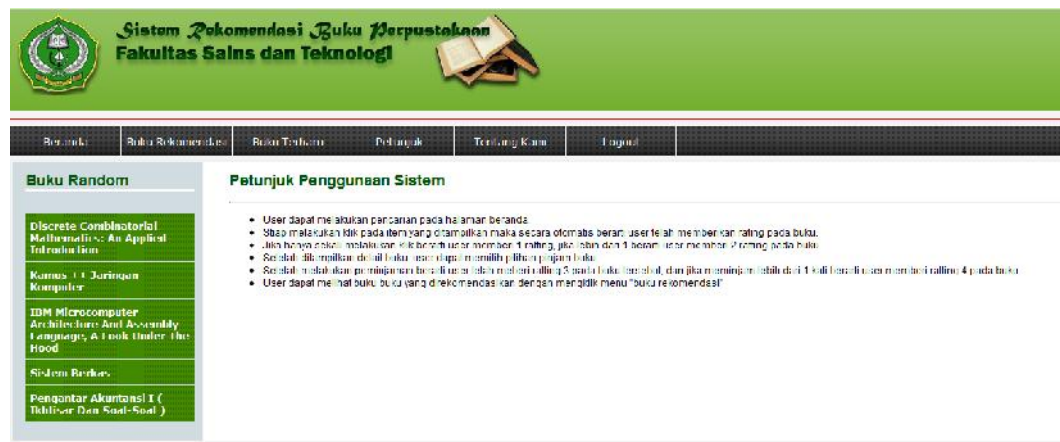 Sistem Rekomendasi Buku Perpustakaan
Fakultas Sains dan Teknologi
Beranda
Buku Rekomendasi
Buku Terbaru
Petunjuk
Tentang Kami
Logout
Buku Random
Discrete Combinatorial
Mathematics: An Applied
Introduction
Kamus ++ Jaringan
Komputer
IBM Microcomputer
Architecture And Assembly
Language, A Look Under The
Hood
Sistem Berkas
Pengantar Akuntansi I (
Ikhtisar Dan Soal-Soal )
Petunjuk Penggunaan Sistem
User dapat melakukan pencarian pada halaman beranda.
Stiap melakukan klik pada item yang ditampilkan maka secara otomatis berarti user telah memberikan rating pada buku.
Jika hanya sekali melakukan klik berarti user memberi 1 ratting, jika lebih dari 1 berarti user memberi 2 rating pada buku.
Setelah ditampilkan detail buku, user dapat memilih pilihan pinjam buku.
Setelah melakukan peminjaman berarti user telah meberi ratting 3 pada buku tersebut, dan jika meminjam lebih dari 1 kali berarti user memberi ratting 4 pada buku
User dapat melihat buku buku yang direkomendasikan dengan mengklik menu "buku rekomendasi"